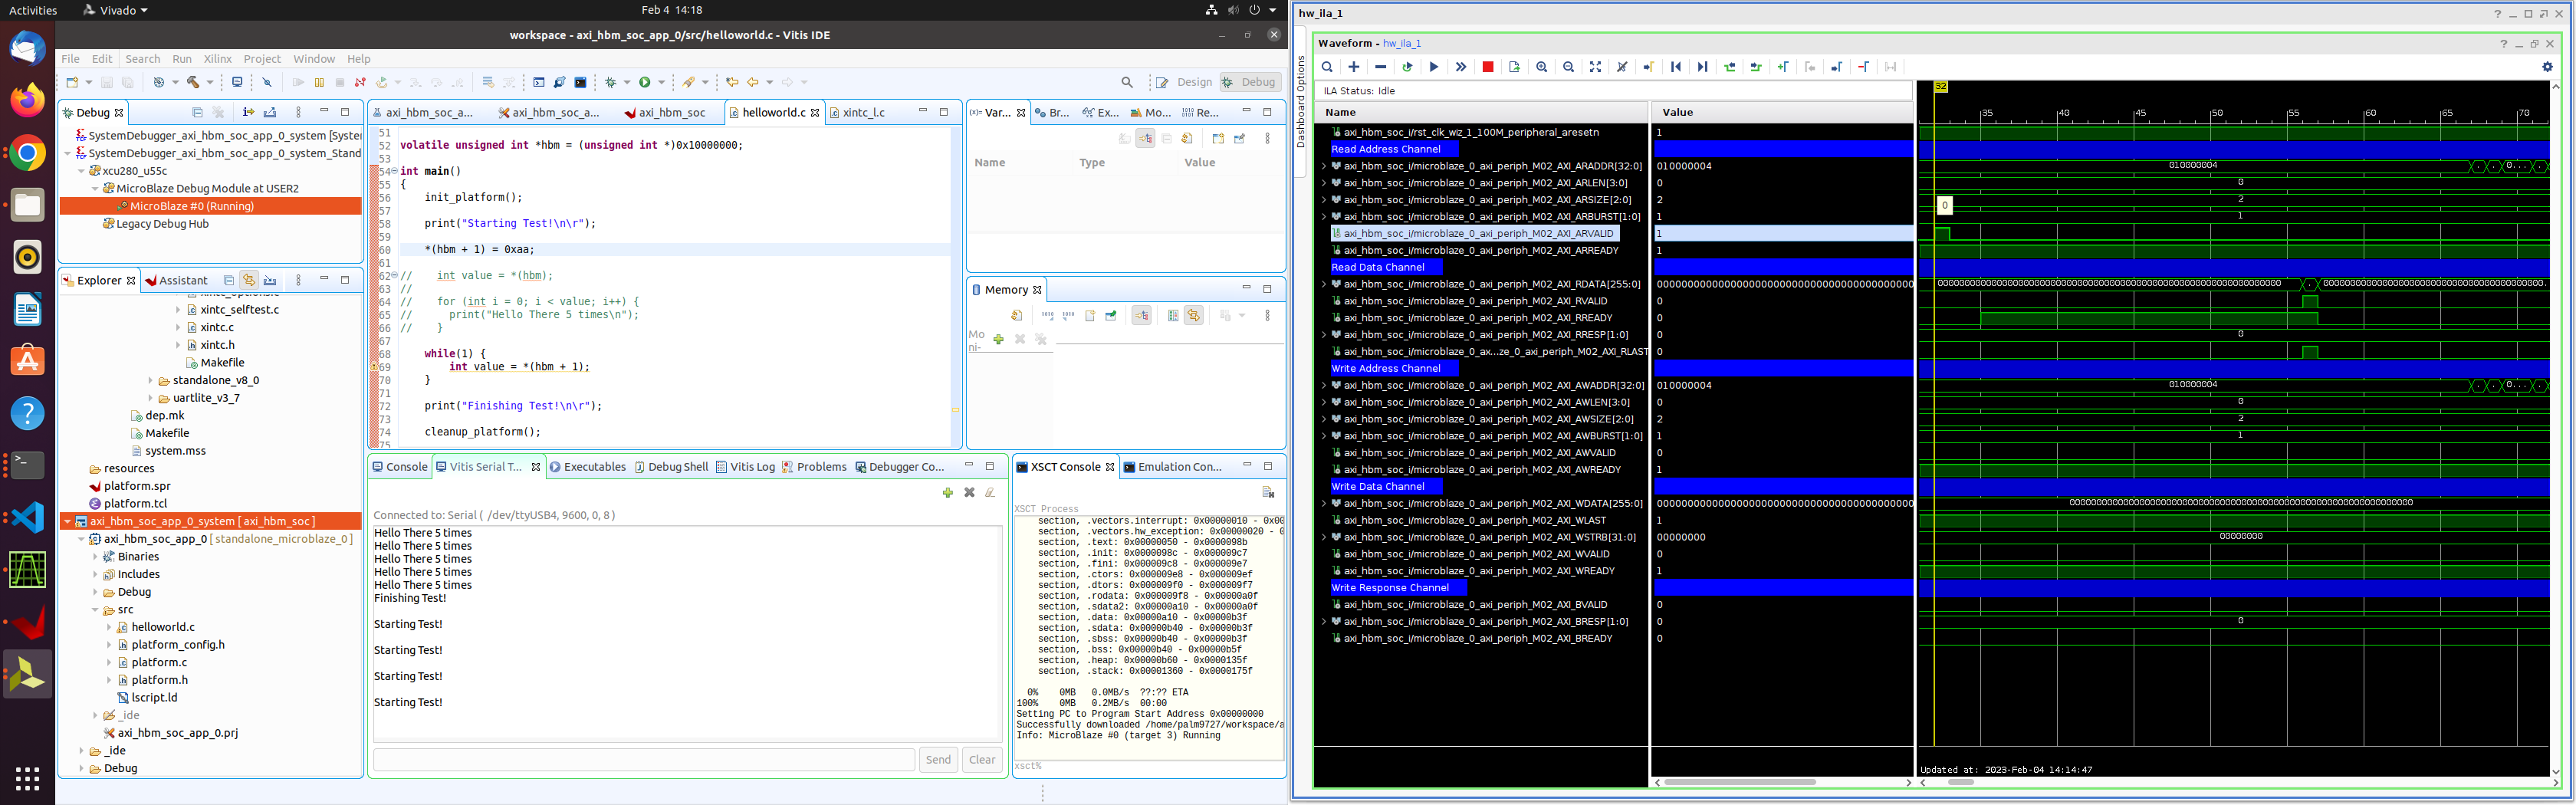 Activities
Vivado
Feb 4 14:18
workspace - axi_hbm_soc_app_0/src/helloworld.c - Vitis IDE
File Edit Search Run Xilinx Project Window Help
Design
Debug
Debug
SystemDebugger_axi_hbm_soc_app_0_system [Syster
SystemDebugger_axi_hbm_soc_app_0_system_Stand
xcu280_u55c
MicroBlaze Debug Module at USER2
MicroBlaze #0 (Running)
Legacy Debug Hub
Explorer
Assistant
xintc_selftest.c
xintc.c
xintc.h
Makefile
standalone_v8_0
uartlite_v3_7
dep.mk
Makefile
system.mss
resources
platform.spr
platform.tcl
axi_hbm_soc_app_0_system [ axi_hbm_soc ]
axi_hbm_soc_app_0 [ standalone_microblaze_0 ]
Binaries
Includes
Debug
src
helloworld.c
platform_config.h
platform.c
platform.h
lscript.ld
_ide
axi_hbm_soc_app_0.prj
_ide
Debug
axi_hbm_soc_a...
axi_hbm_soc_a...
axi_hbm_soc
helloworld.c
xintc_l.c
51
52 volatile unsigned int *hbm = (unsigned int *)0x10000000;
53
54 int main()
55 {
56 init_platform();
57
58 print("Starting Test!\n\r");
59
60 *(hbm + 1) = 0xaa;
61
62 // int value = *(hbm);
63 //
64 // for (int i = 0; i < value; i++) {
65 // print("Hello There 5 times\n");
66 // }
67
68 while(1) {
69 int value = *(hbm + 1);
70 }
71
72 print("Finishing Test!\n\r");
73
74 cleanup_platform();
75
Var...
Br...
Ex...
Mo...
Re...
Name Type Value
Memory
Mo
ni-
Console
Vitis Serial T...
Executables
Debug Shell
Vitis Log
Problems
Debugger Co...
Connected to: Serial ( /dev/ttyUSB4, 9600, 0, 8 )
Hello There 5 times
Hello There 5 times
Hello There 5 times
Hello There 5 times
Hello There 5 times
Finishing Test!
Starting Test!
Starting Test!
Starting Test!
Starting Test!
Send
Clear
XSCT Console
Emulation Con...
XSCT Process
section, .vectors.interrupt: 0x00000010 - 0x00
section, .vectors.hw_exception: 0x00000020 - 0
section, .text: 0x00000050 - 0x0000098b
section, .init: 0x0000098c - 0x000009c7
section, .fini: 0x000009c8 - 0x000009e7
section, .ctors: 0x000009e8 - 0x000009ef
section, .dtors: 0x000009f0 - 0x000009f7
section, .rodata: 0x000009f8 - 0x00000a0f
section, .sdata2: 0x00000a10 - 0x00000a0f
section, .data: 0x00000a10 - 0x00000b3f
section, .sdata: 0x00000b40 - 0x00000b3f
section, .sbss: 0x00000b40 - 0x00000b3f
section, .bss: 0x00000b40 - 0x00000b5f
section, .heap: 0x00000b60 - 0x0000135f
section, .stack: 0x00001360 - 0x0000175f
0% 0MB 0.0MB/s ??:?? ETA
100% 0MB 0.2MB/s 00:00
Setting PC to Program Start Address 0x00000000
Successfully downloaded /home/palm9727/workspace/a
Info: MicroBlaze #0 (target 3) Running
xsct%
hw_ila_1
Dashboard Options
Waveform - hw_ila_1
ILA Status: Idle
Name Value
axi_hbm_soc_i/rst_clk_wiz_1_100M_peripheral_aresetn 1
Read Address Channel
axi_hbm_soc_i/microblaze_0_axi_periph_M02_AXI_ARADDR[32:0] 010000004
axi_hbm_soc_i/microblaze_0_axi_periph_M02_AXI_ARLEN[3:0] 0
axi_hbm_soc_i/microblaze_0_axi_periph_M02_AXI_ARSIZE[2:0] 2
axi_hbm_soc_i/microblaze_0_axi_periph_M02_AXI_ARBURST[1:0] 1
axi_hbm_soc_i/microblaze_0_axi_periph_M02_AXI_ARVALID 1
axi_hbm_soc_i/microblaze_0_axi_periph_M02_AXI_ARREADY 1
Read Data Channel
axi_hbm_soc_i/microblaze_0_axi_periph_M02_AXI_RDATA[255:0]
axi_hbm_soc_i/microblaze_0_axi_periph_M02_AXI_RVALID 0
axi_hbm_soc_i/microblaze_0_axi_periph_M02_AXI_RREADY 0
axi_hbm_soc_i/microblaze_0_axi_periph_M02_AXI_RRESP[1:0] 0
axi_hbm_soc_i/microblaze_0_ax...ze_0_axi_periph_M02_AXI_RLAST 0
Write Address Channel
axi_hbm_soc_i/microblaze_0_axi_periph_M02_AXI_AWADDR[32:0] 010000004
axi_hbm_soc_i/microblaze_0_axi_periph_M02_AXI_AWLEN[3:0] 0
axi_hbm_soc_i/microblaze_0_axi_periph_M02_AXI_AWSIZE[2:0] 2
axi_hbm_soc_i/microblaze_0_axi_periph_M02_AXI_AWBURST[1:0] 1
axi_hbm_soc_i/microblaze_0_axi_periph_M02_AXI_AWVALID 0
axi_hbm_soc_i/microblaze_0_axi_periph_M02_AXI_AWREADY 1
Write Data Channel
axi_hbm_soc_i/microblaze_0_axi_periph_M02_AXI_WDATA[255:0]
axi_hbm_soc_i/microblaze_0_axi_periph_M02_AXI_WLAST 1
axi_hbm_soc_i/microblaze_0_axi_periph_M02_AXI_WSTRB[31:0] 00000000
axi_hbm_soc_i/microblaze_0_axi_periph_M02_AXI_WVALID 0
axi_hbm_soc_i/microblaze_0_axi_periph_M02_AXI_WREADY 1
Write Response Channel
axi_hbm_soc_i/microblaze_0_axi_periph_M02_AXI_BVALID 0
axi_hbm_soc_i/microblaze_0_axi_periph_M02_AXI_BRESP[1:0] 0
axi_hbm_soc_i/microblaze_0_axi_periph_M02_AXI_BREADY 0
32
35 40 45 50 55 60 65 70
010000004 0...
0
2
0
1
0
010000004 0...
0
2
1
00000000
0
Updated at: 2023-Feb-04 14:14:47